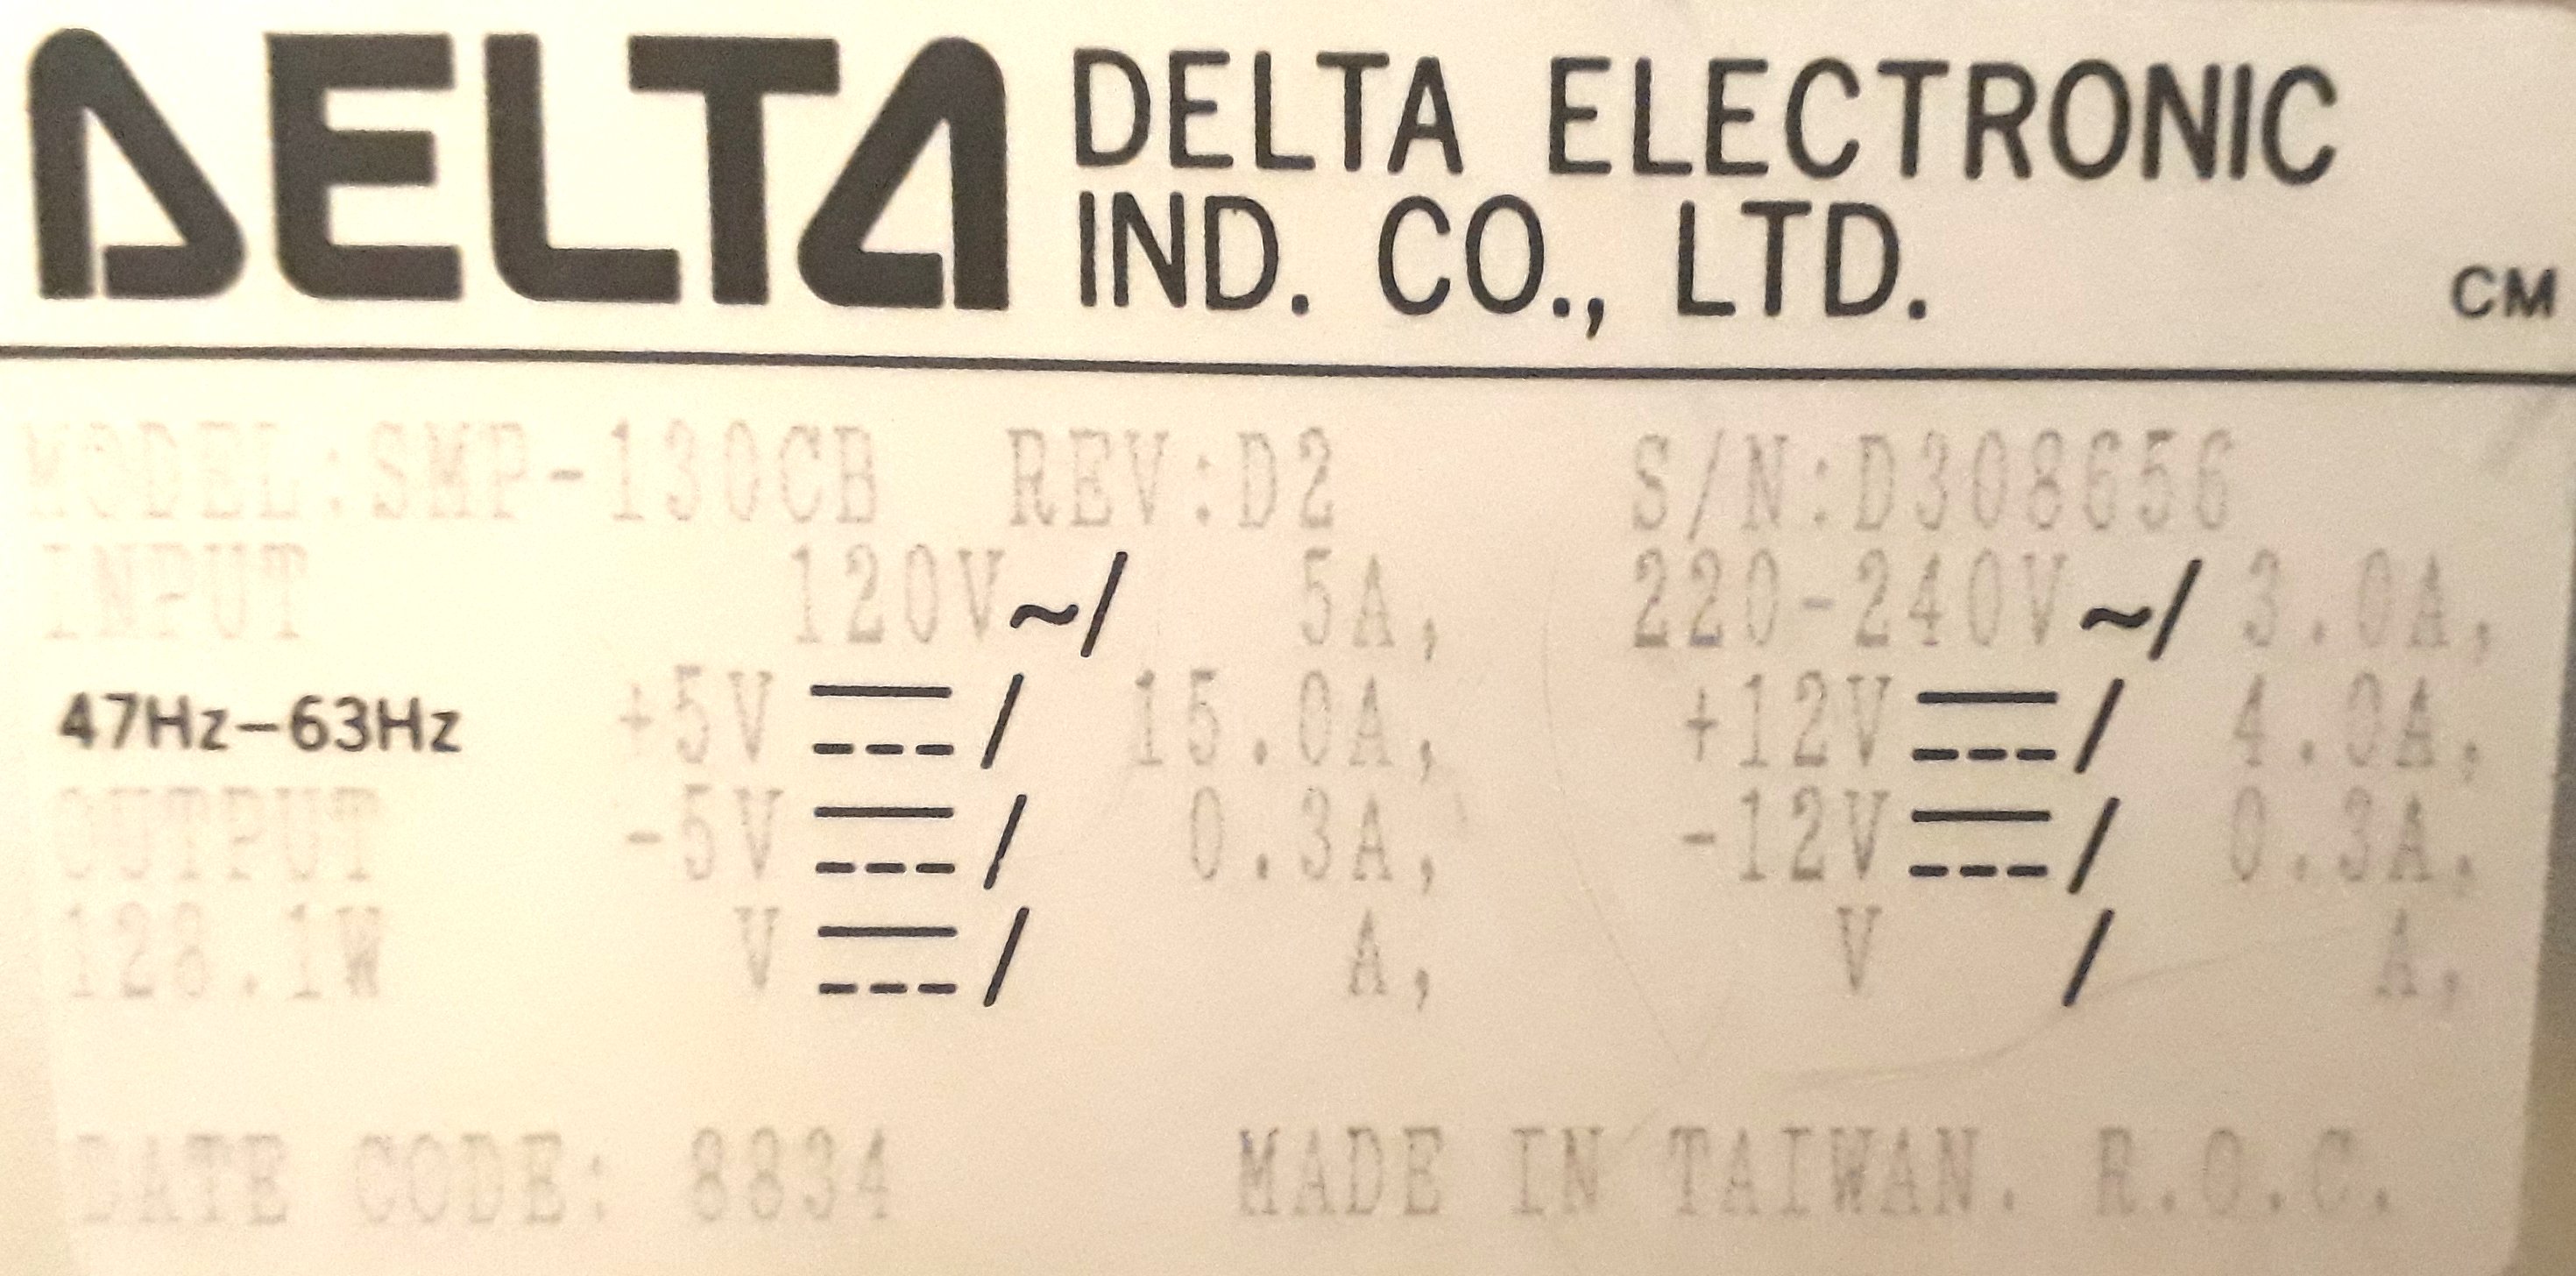 DELTA DELTA ELECTRONIC
IND. CO., LTD.
CM
MODEL:SMP-130CB REV:D2 S/N:D308656
INPUT 120V~/ 5A, 220-240V~/ 3.0A,
47Hz-63Hz +5V⎓/ 15.0A, +12V⎓/ 4.0A,
OUTPUT -5V⎓/ 0.3A, -12V⎓/ 0.3A.
128.1W V⎓/ A, V / A,
DATE CODE: 8834 MADE IN TAIWAN. R.O.C.